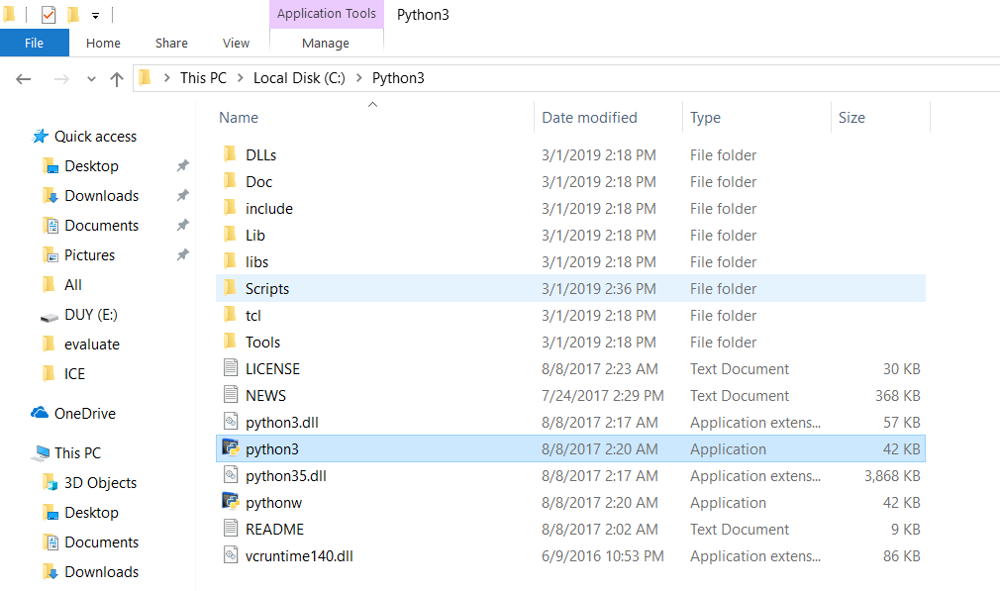 Application Tools Python3
File Home Share View Manage
This PC Local Disk (C:) Python3
Name Date modified Type Size
Quick access
Desktop
Downloads
Documents
Pictures
All
DUY (E:)
evaluate
ICE
OneDrive
This PC
3D Objects
Desktop
Documents
Downloads
DLLs 3/1/2019 2:18 PM File folder
Doc 3/1/2019 2:18 PM File folder
include 3/1/2019 2:18 PM File folder
Lib 3/1/2019 2:18 PM File folder
libs 3/1/2019 2:18 PM File folder
Scripts 3/1/2019 2:36 PM File folder
tcl 3/1/2019 2:18 PM File folder
Tools 3/1/2019 2:18 PM File folder
LICENSE 8/8/2017 2:23 AM Text Document 30 KB
NEWS 7/24/2017 2:29 PM Text Document 368 KB
python3.dll 8/8/2017 2:17 AM Application extens... 57 KB
python3 8/8/2017 2:20 AM Application 42 KB
python35.dll 8/8/2017 2:17 AM Application extens... 3,868 KB
pythonw 8/8/2017 2:20 AM Application 42 KB
README 8/8/2017 2:02 AM Text Document 9 KB
vcruntime140.dll 6/9/2016 10:53 PM Application extens... 86 KB